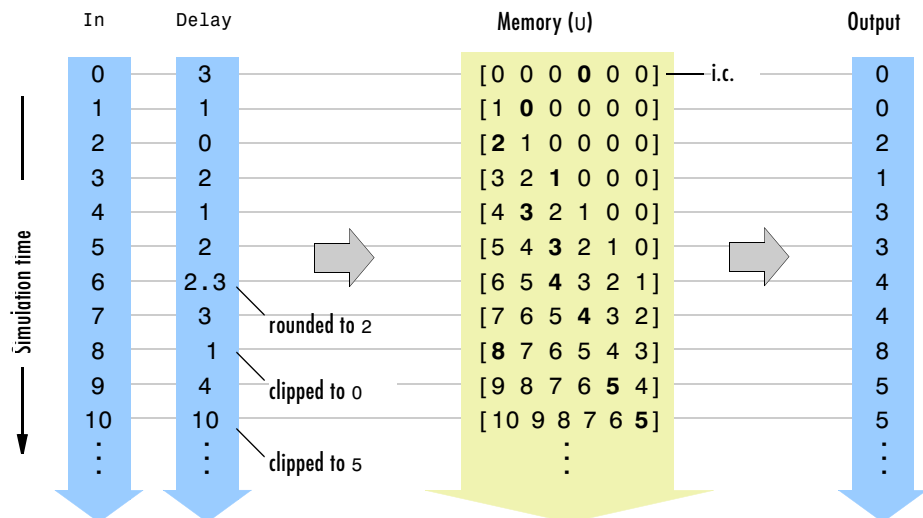 In Delay Memory (U) Output
0 3 [0 0 0 0 0 0] i.c. 0
1 1 [1 0 0 0 0 0] 0
2 0 [2 1 0 0 0 0] 2
3 2 [3 2 1 0 0 0] 1
4 1 [4 3 2 1 0 0] 3
5 2 [5 4 3 2 1 0] 3
6 2.3 [6 5 4 3 2 1] 4
rounded to 2
7 3 [7 6 5 4 3 2] 4
8 1 [8 7 6 5 4 3] 8
clipped to 0
9 4 [9 8 7 6 5 4] 5
10 10 [10 9 8 7 6 5] 5
clipped to 5
Simulation time